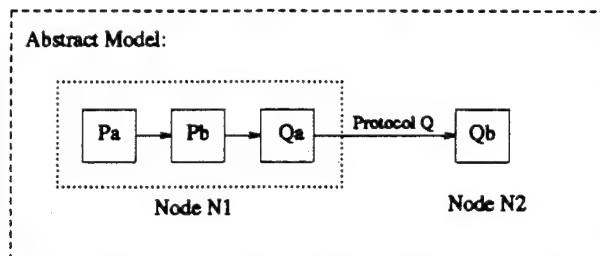 Abstract Model:
Pa
Pb
Qa
Protocol Q
Qb
Node N1
Node N2